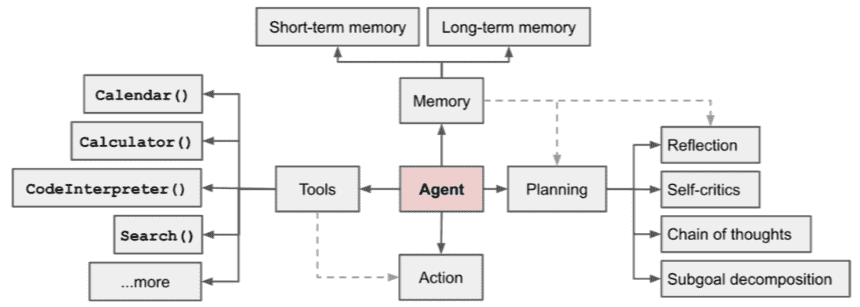 Short-term memory
Long-term memory
Calendar()
Memory
Calculator()
Reflection
CodeInterpreter()
Tools
Agent
Planning
Self-critics
Search()
Chain of thoughts
...more
Action
Subgoal decomposition